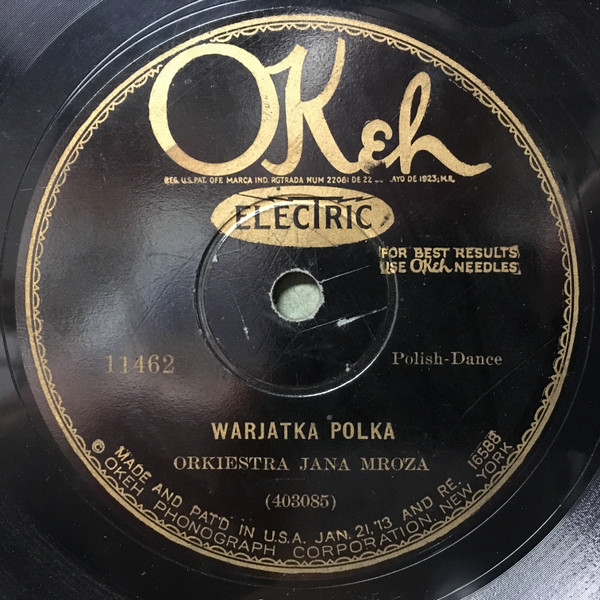 OKeh
REG. U.S. PAT. OFF. MARCA IND. RGTRADA NUM 22061 DE 22 AYO DE 1923; M.R.
ELECTRIC
FOR BEST RESULTS
USE OKeh NEEDLES
11462
Polish-Dance
WARJATKA POLKA
ORKIESTRA JANA MROZA
(403085)
MADE AND PAT'D IN U.S.A. JAN. 21, '13 AND RE. 16588
© OKEH PHONOGRAPH CORPORATION, NEW YORK